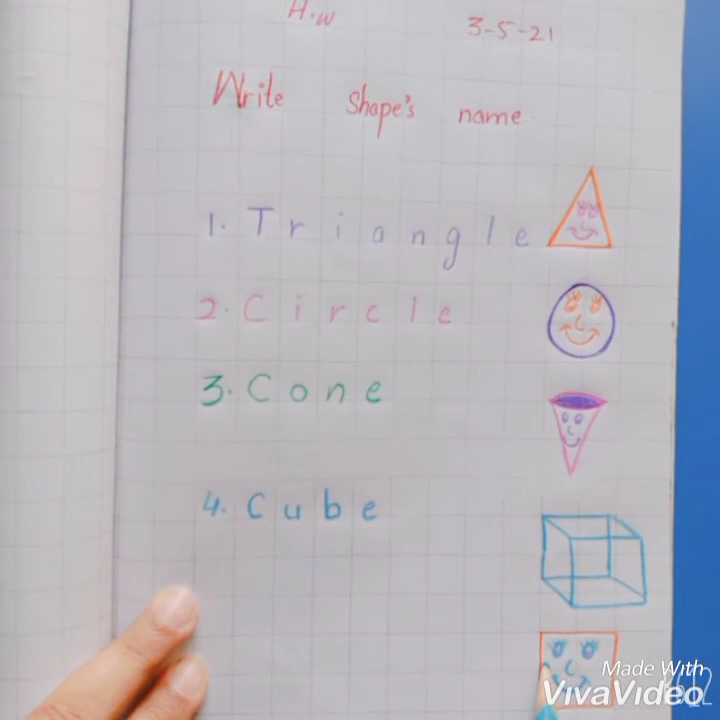 H.w 3-5-21
Write Shape's name
1. Triangle
2. Circle
3. Cone
4. Cube
Made With
VivaVideo